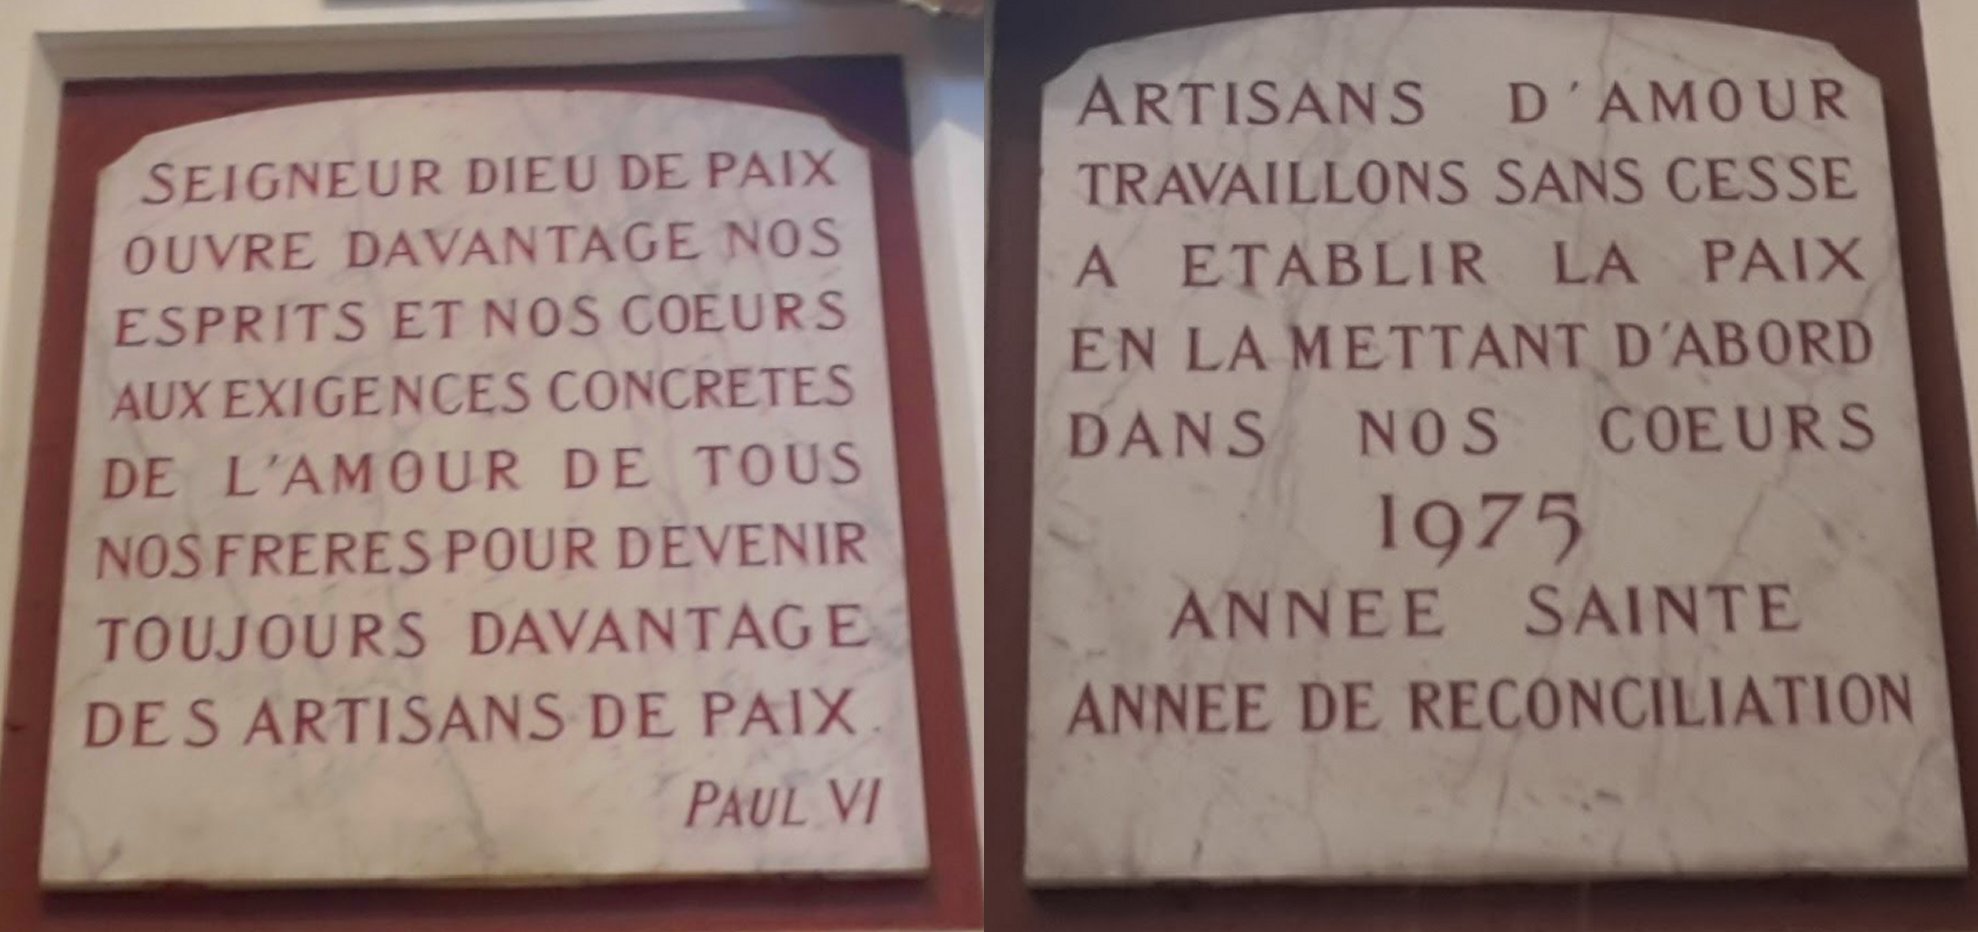 SEIGNEUR DIEU DE PAIX
OUVRE DAVANTAGE NOS
ESPRITS ET NOS COEURS
AUX EXIGENCES CONCRETES
DE L'AMOUR DE TOUS
NOS FRERES POUR DEVENIR
TOUJOURS DAVANTAGE
DES ARTISANS DE PAIX.
PAUL VI
ARTISANS D'AMOUR
TRAVAILLONS SANS CESSE
A ETABLIR LA PAIX
EN LA METTANT D'ABORD
DANS NOS COEURS
1975
ANNEE SAINTE
ANNEE DE RECONCILIATION